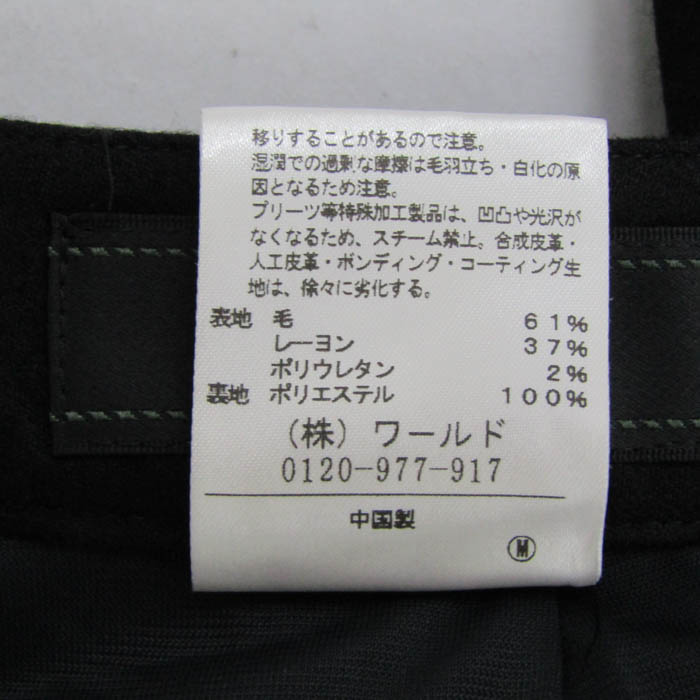 移りすることがあるので注意。
湿潤での過剰な摩擦は毛羽立ち・白化の原
因となるため注意。
プリーツ等特殊加工製品は、凹凸や光沢が
なくなるため、スチーム禁止。合成皮革・
人工皮革・ボンディング・コーティング生
地は、徐々に劣化する。
表地 毛 61%
レーヨン 37%
ポリウレタン 2%
裏地 ポリエステル 100%
(株) ワールド
0120-977-917
中国製
Ⓜ